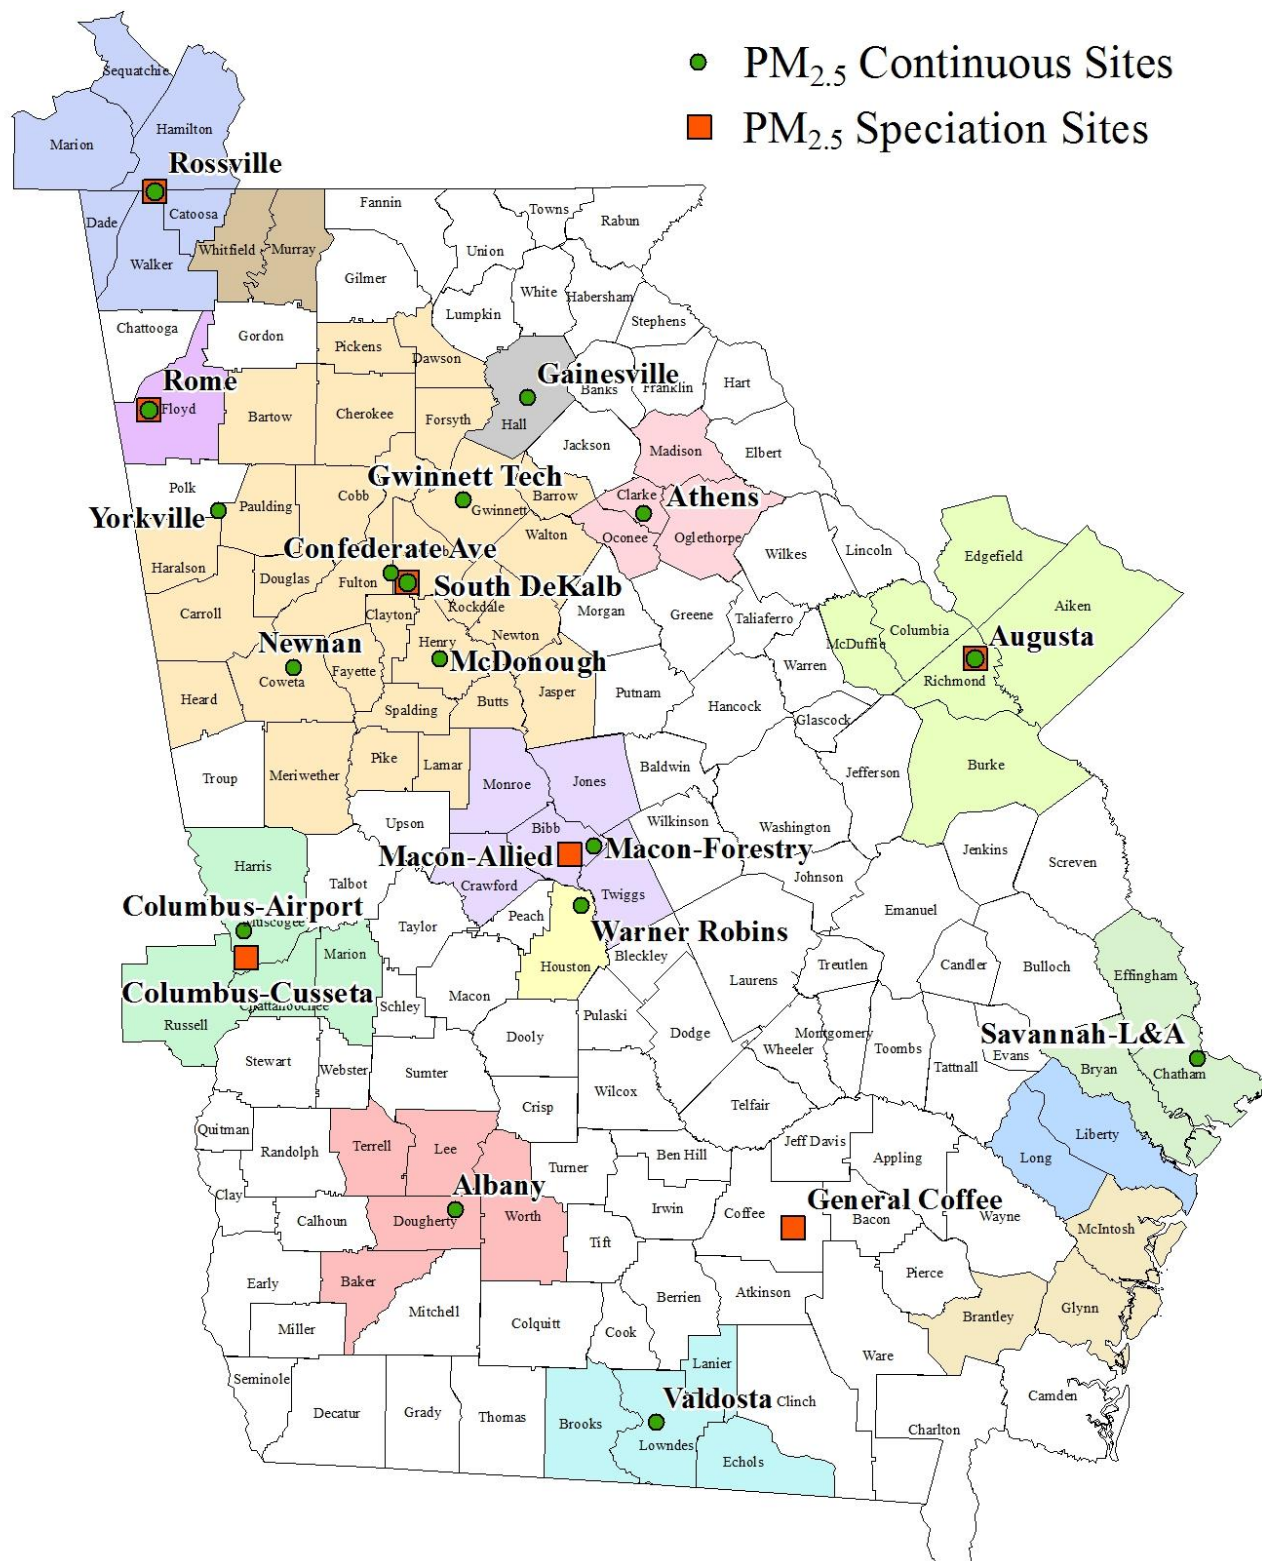 PM2.5 Continuous Sites
PM2.5 Speciation Sites
Sequatchie
Marion
Hamilton
Rossville
Dade
Catoosa
Walker
Whitfield
Murray
Fannin
Union
Towns
Rabun
Gilmer
White
Habersham
Lumpkin
Stephens
Chattooga
Gordon
Pickens
Dawson
Gainesville
Banks
Franklin
Hart
Rome
Floyd
Bartow
Cherokee
Forsyth
Hall
Jackson
Madison
Elbert
Gwinnett Tech
Polk
Cobb
Barrow
Clarke
Athens
Yorkville
Paulding
Gwinnett
Walton
Oconee
Oglethorpe
Wilkes
Lincoln
Edgefield
Confederate Ave
Haralson
Douglas
Fulton
South DeKalb
Carroll
Clayton
Rockdale
Morgan
Greene
Taliaferro
McDuffie
Columbia
Aiken
Augusta
Newnan
Henry
Newton
McDonough
Coweta
Fayette
Warren
Richmond
Heard
Spalding
Butts
Jasper
Putnam
Hancock
Glascock
Troup
Meriwether
Pike
Lamar
Monroe
Jones
Baldwin
Jefferson
Burke
Upson
Bibb
Wilkinson
Washington
Macon-Allied
Macon-Forestry
Jenkins
Screven
Harris
Talbot
Crawford
Twiggs
Johnson
Columbus-Airport
Muscogee
Taylor
Peach
Emanuel
Warner Robins
Marion
Houston
Bleckley
Laurens
Treutlen
Candler
Bulloch
Effingham
Columbus-Cusseta
Chattahoochee
Russell
Schley
Macon
Pulaski
Dodge
Montgomery
Wheeler
Toombs
Savannah-L&A
Evans
Stewart
Webster
Sumter
Dooly
Wilcox
Tattnall
Bryan
Chatham
Crisp
Telfair
Quitman
Randolph
Terrell
Lee
Turner
Ben Hill
Jeff Davis
Appling
Long
Liberty
Clay
Calhoun
Albany
Dougherty
Worth
Irwin
Coffee
General Coffee
Bacon
Wayne
McIntosh
Tift
Early
Baker
Mitchell
Berrien
Atkinson
Pierce
Brantley
Glynn
Miller
Colquitt
Cook
Ware
Seminole
Lanier
Camden
Decatur
Grady
Thomas
Brooks
Valdosta
Clinch
Charlton
Lowndes
Echols